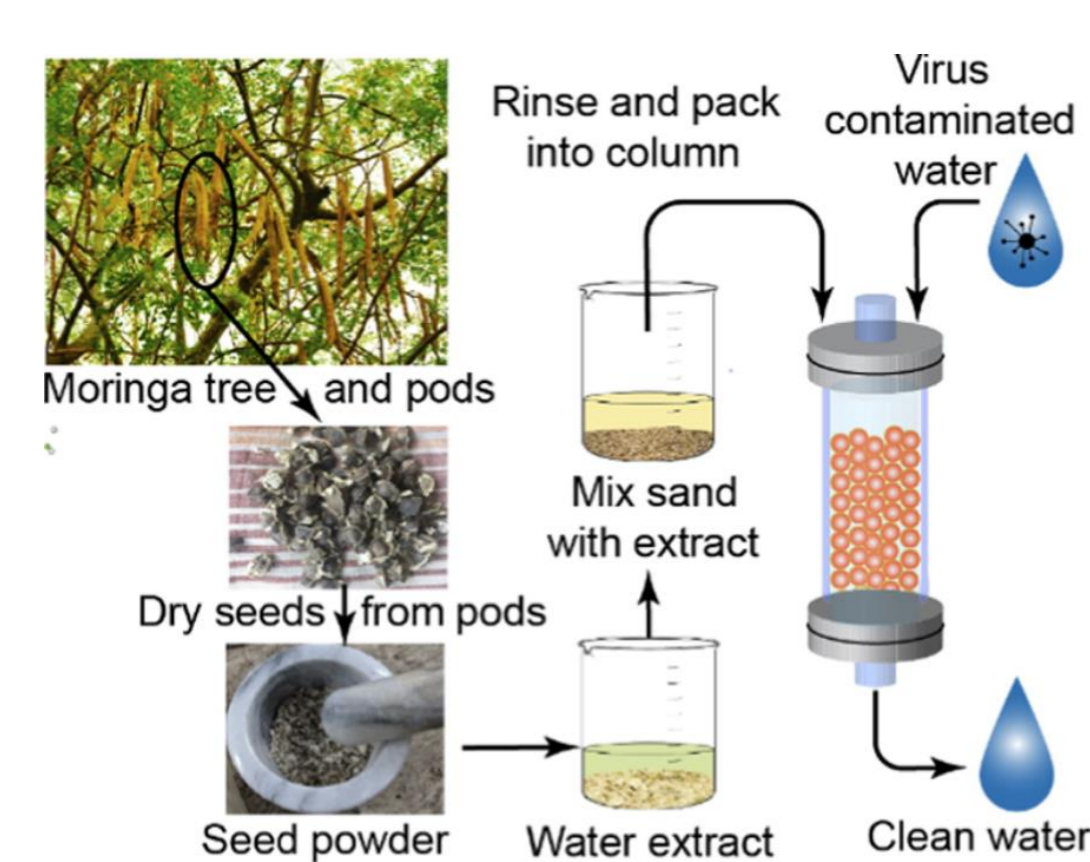 Moringa tree and pods
Dry seeds from pods
Seed powder
Water extract
Mix sand
with extract
Rinse and pack
into column
Virus
contaminated
water
Clean water